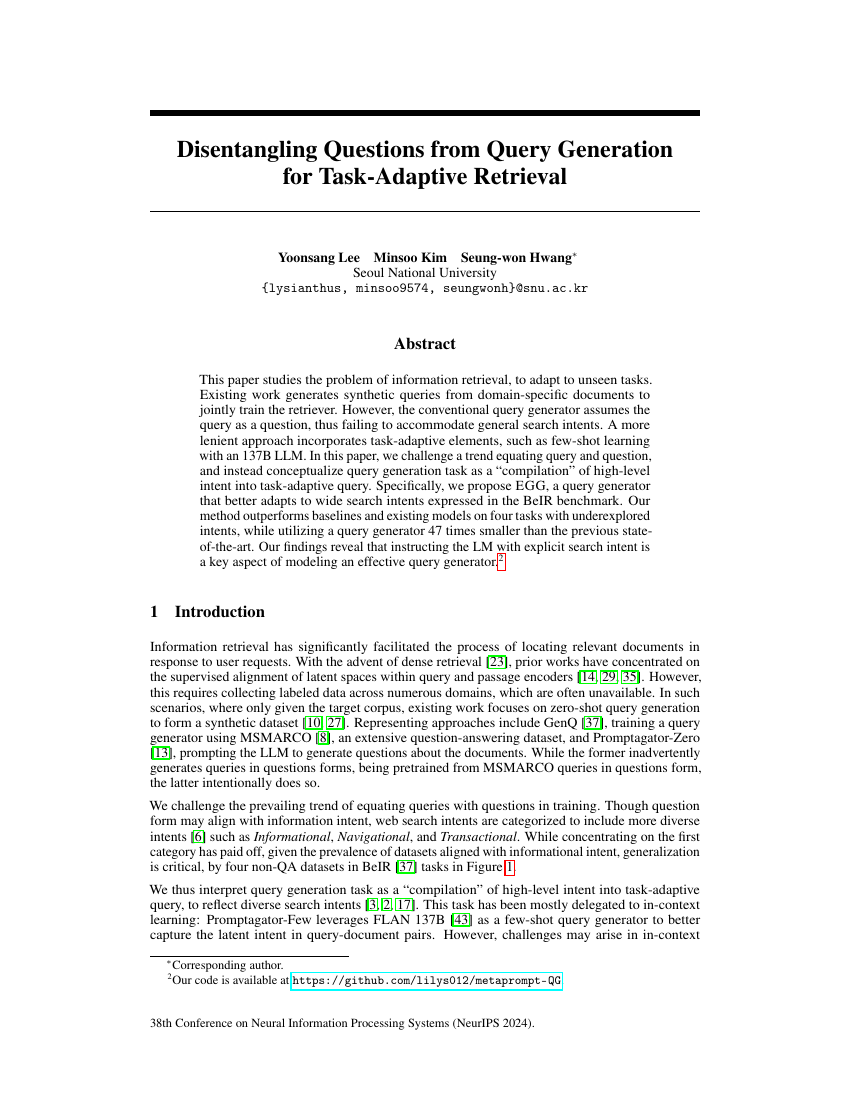 Disentangling Questions from Query Generation
for Task-Adaptive Retrieval
Yoonsang Lee Minsoo Kim Seung-won Hwang*
Seoul National University
{lysianthus, minsoo9574, seungwonh}@snu.ac.kr
Abstract
This paper studies the problem of information retrieval, to adapt to unseen tasks.
Existing work generates synthetic queries from domain-specific documents to
jointly train the retriever. However, the conventional query generator assumes the
query as a question, thus failing to accommodate general search intents. A more
lenient approach incorporates task-adaptive elements, such as few-shot learning
with an 137B LLM. In this paper, we challenge a trend equating query and question,
and instead conceptualize query generation task as a “compilation” of high-level
intent into task-adaptive query. Specifically, we propose EGG, a query generator
that better adapts to wide search intents expressed in the BeIR benchmark. Our
method outperforms baselines and existing models on four tasks with underexplored
intents, while utilizing a query generator 47 times smaller than the previous state-
of-the-art. Our findings reveal that instructing the LM with explicit search intent is
a key aspect of modeling an effective query generator.2
1 Introduction
Information retrieval has significantly facilitated the process of locating relevant documents in
response to user requests. With the advent of dense retrieval [23], prior works have concentrated on
the supervised alignment of latent spaces within query and passage encoders [14, 29, 35]. However,
this requires collecting labeled data across numerous domains, which are often unavailable. In such
scenarios, where only given the target corpus, existing work focuses on zero-shot query generation
to form a synthetic dataset [10, 27]. Representing approaches include GenQ [37], training a query
generator using MSMARCO [8], an extensive question-answering dataset, and Promptagator-Zero
[13], prompting the LLM to generate questions about the documents. While the former inadvertently
generates queries in questions forms, being pretrained from MSMARCO queries in questions form,
the latter intentionally does so.
We challenge the prevailing trend of equating queries with questions in training. Though question
form may align with information intent, web search intents are categorized to include more diverse
intents [6] such as Informational, Navigational, and Transactional. While concentrating on the first
category has paid off, given the prevalence of datasets aligned with informational intent, generalization
is critical, by four non-QA datasets in BeIR [37] tasks in Figure 1.
We thus interpret query generation task as a “compilation” of high-level intent into task-adaptive
query, to reflect diverse search intents [3, 2, 17]. This task has been mostly delegated to in-context
learning: Promptagator-Few leverages FLAN 137B [43] as a few-shot query generator to better
capture the latent intent in query-document pairs. However, challenges may arise in in-context
*Corresponding author.
2Our code is available at https://github.com/lilys012/metaprompt-QG
38th Conference on Neural Information Processing Systems (NeurIPS 2024).